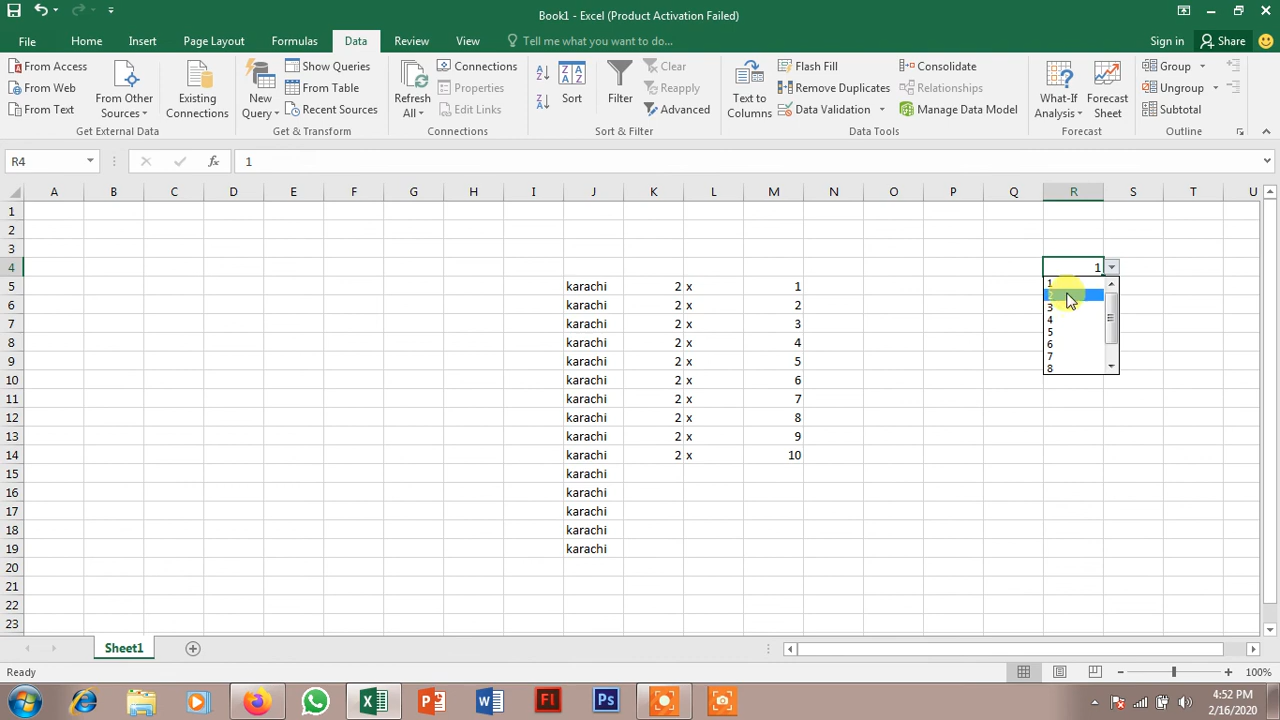 Book1 - Excel (Product Activation Failed)
File Home Insert Page Layout Formulas Data Review View Tell me what you want to do... Sign in Share
From Access
From Web
From Text
From Other Sources
Existing Connections
Get External Data
New Query
Show Queries
From Table
Recent Sources
Get & Transform
Refresh All
Connections
Properties
Edit Links
Connections
Sort
Filter
Clear
Reapply
Advanced
Sort & Filter
Text to Columns
Flash Fill
Remove Duplicates
Data Validation
Consolidate
Relationships
Manage Data Model
Data Tools
What-If Analysis
Forecast Sheet
Forecast
Group
Ungroup
Subtotal
Outline
R4 fx 1
A B C D E F G H I J K L M N O P Q R S T U
1
2
3
4 1
5 karachi 2 x 1
6 karachi 2 x 2
7 karachi 2 x 3
8 karachi 2 x 4
9 karachi 2 x 5
10 karachi 2 x 6
11 karachi 2 x 7
12 karachi 2 x 8
13 karachi 2 x 9
14 karachi 2 x 10
15 karachi
16 karachi
17 karachi
18 karachi
19 karachi
20
21
22
23
1
2
3
4
5
6
7
8
Sheet1
Ready 100%
4:52 PM
2/16/2020